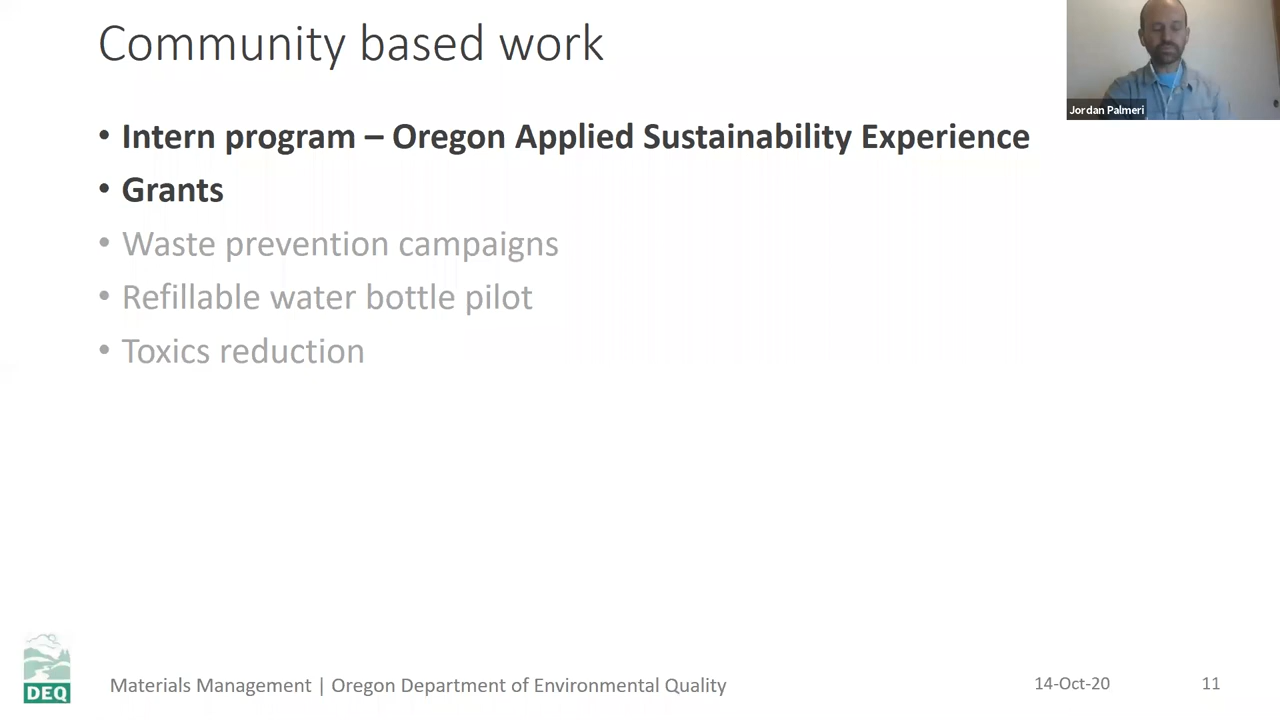 Community based work
Jordan Palmeri
• Intern program – Oregon Applied Sustainability Experience
• Grants
• Waste prevention campaigns
• Refillable water bottle pilot
• Toxics reduction
DEQ
Materials Management | Oregon Department of Environmental Quality
14-Oct-20
11